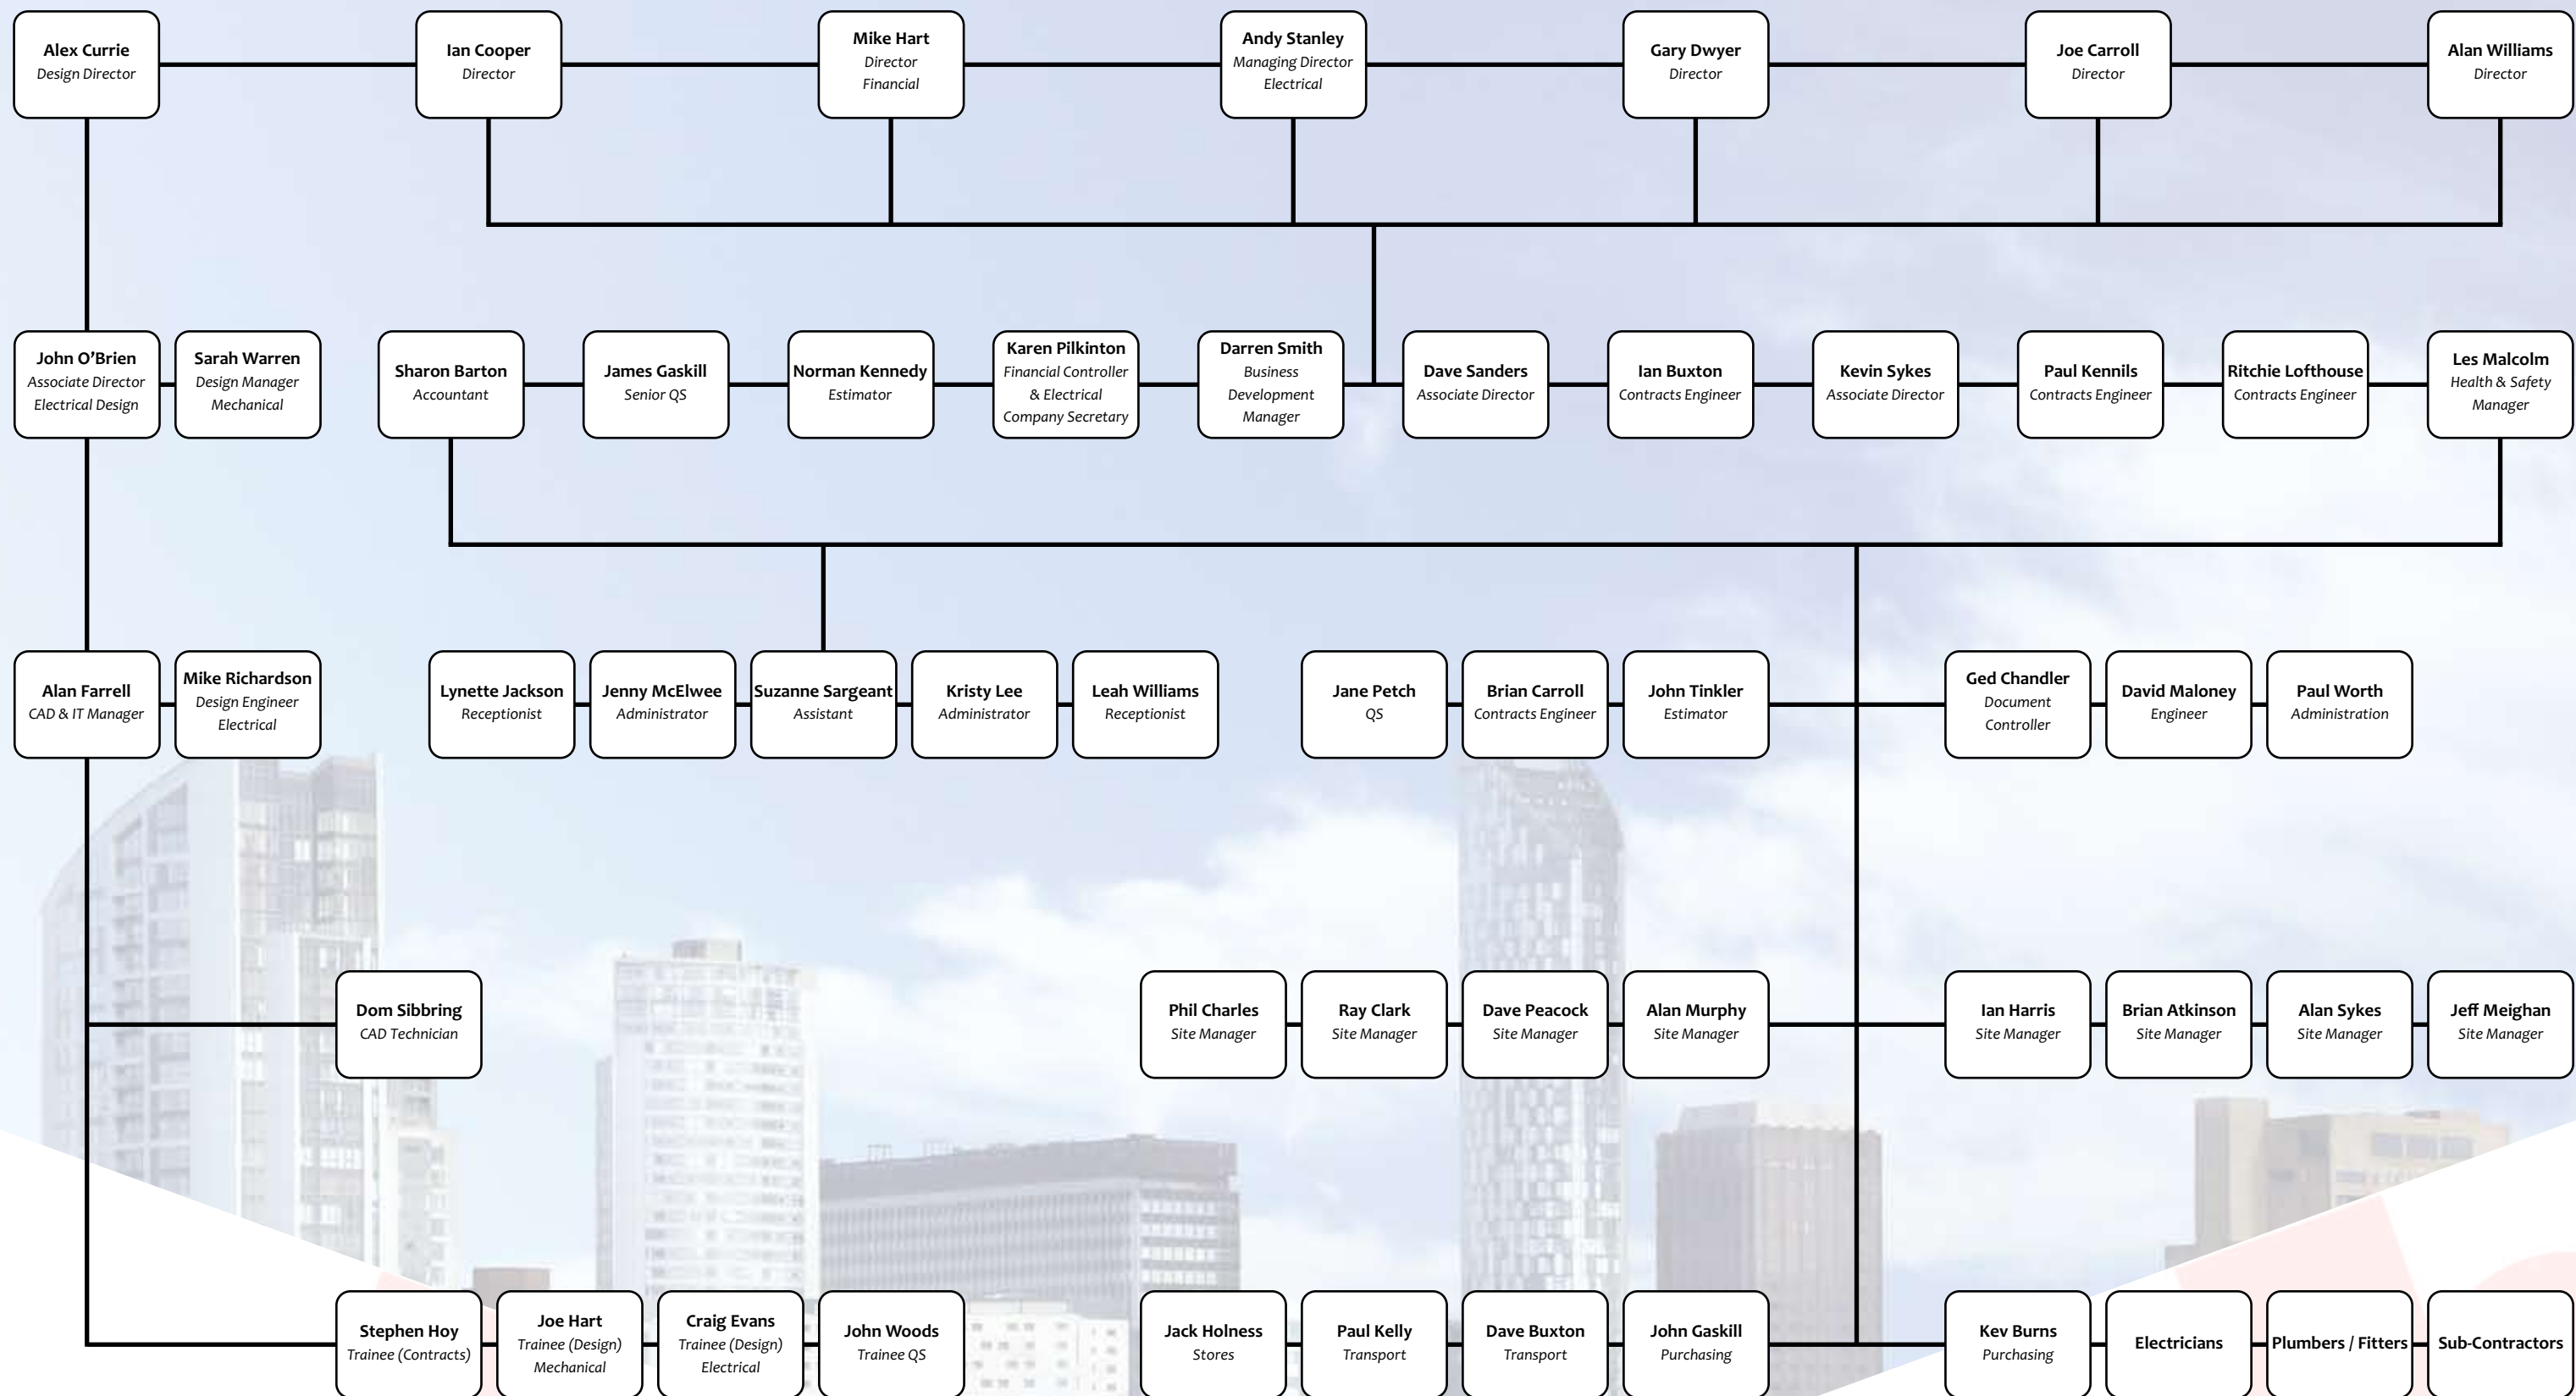 Alex Currie
Design Director
Ian Cooper
Director
Mike Hart
Director
Financial
Andy Stanley
Managing Director
Electrical
Gary Dwyer
Director
Joe Carroll
Director
Alan Williams
Director
John O’Brien
Associate Director
Electrical Design
Sarah Warren
Design Manager
Mechanical
Sharon Barton
Accountant
James Gaskill
Senior QS
Norman Kennedy
Estimator
Karen Pilkinton
Financial Controller
& Electrical
Company Secretary
Darren Smith
Business
Development
Manager
Dave Sanders
Associate Director
Ian Buxton
Contracts Engineer
Kevin Sykes
Associate Director
Paul Kennils
Contracts Engineer
Ritchie Lofthouse
Contracts Engineer
Les Malcolm
Health & Safety
Manager
Alan Farrell
CAD & IT Manager
Mike Richardson
Design Engineer
Electrical
Lynette Jackson
Receptionist
Jenny McElwee
Administrator
Suzanne Sargeant
Assistant
Kristy Lee
Administrator
Leah Williams
Receptionist
Jane Petch
QS
Brian Carroll
Contracts Engineer
John Tinkler
Estimator
Ged Chandler
Document
Controller
David Maloney
Engineer
Paul Worth
Administration
Dom Sibbring
CAD Technician
Phil Charles
Site Manager
Ray Clark
Site Manager
Dave Peacock
Site Manager
Alan Murphy
Site Manager
Ian Harris
Site Manager
Brian Atkinson
Site Manager
Alan Sykes
Site Manager
Jeff Meighan
Site Manager
Stephen Hoy
Trainee (Contracts)
Joe Hart
Trainee (Design)
Mechanical
Craig Evans
Trainee (Design)
Electrical
John Woods
Trainee QS
Jack Holness
Stores
Paul Kelly
Transport
Dave Buxton
Transport
John Gaskill
Purchasing
Kev Burns
Purchasing
Electricians
Plumbers / Fitters
Sub-Contractors